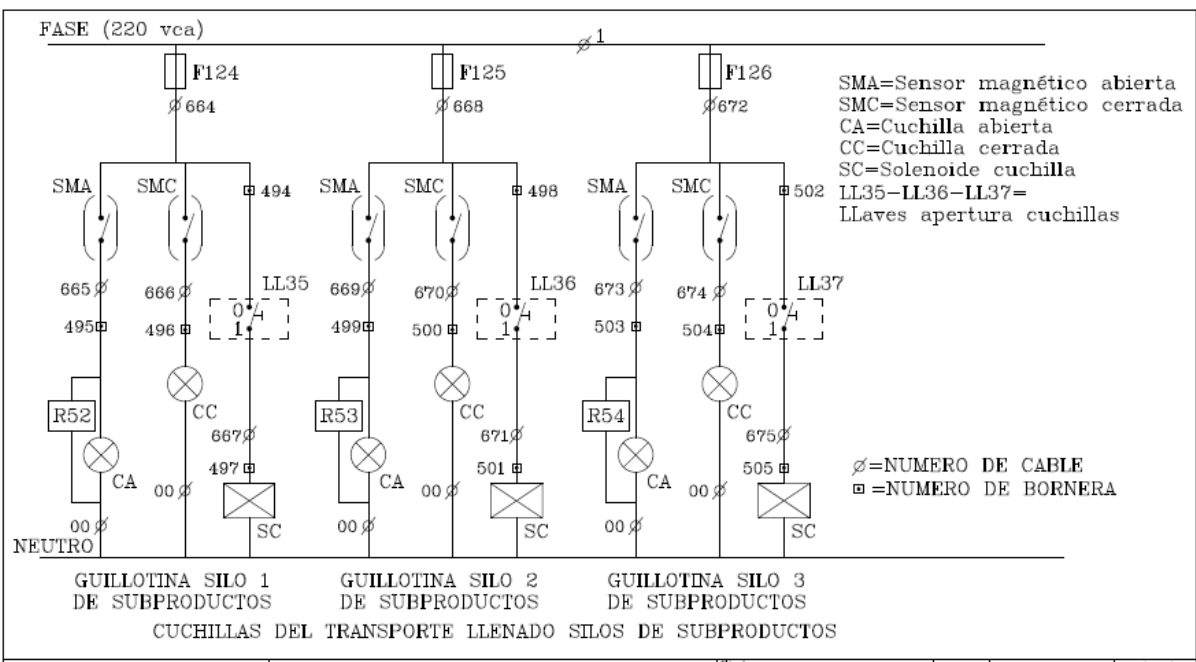 FASE (220 vca)
1
F124
F125
F126
664
668
672
SMA=Sensor magnético abierta
SMC=Sensor magnético cerrada
CA=Cuchilla abierta
CC=Cuchilla cerrada
SC=Solenoide cuchilla
LL35-LL36-LL37=
LLaves apertura cuchillas
SMA SMC 494
SMA SMC 498
SMA SMC 502
665 666 LL35
669 670 LL36
673 674 LL37
495 496 0 1
499 500 0 1
503 504 0 1
R52 CC
R53 CC
R54 CC
667
671
675
CA 497
CA 501
CA 505
00 00 SC
00 00 SC
00 00 SC
Ø=NUMERO DE CABLE
=NUMERO DE BORNERA
NEUTRO
GUILLOTINA SILO 1
DE SUBPRODUCTOS
GUILLOTINA SILO 2
DE SUBPRODUCTOS
GUILLOTINA SILO 3
DE SUBPRODUCTOS
CUCHILLAS DEL TRANSPORTE LLENADO SILOS DE SUBPRODUCTOS